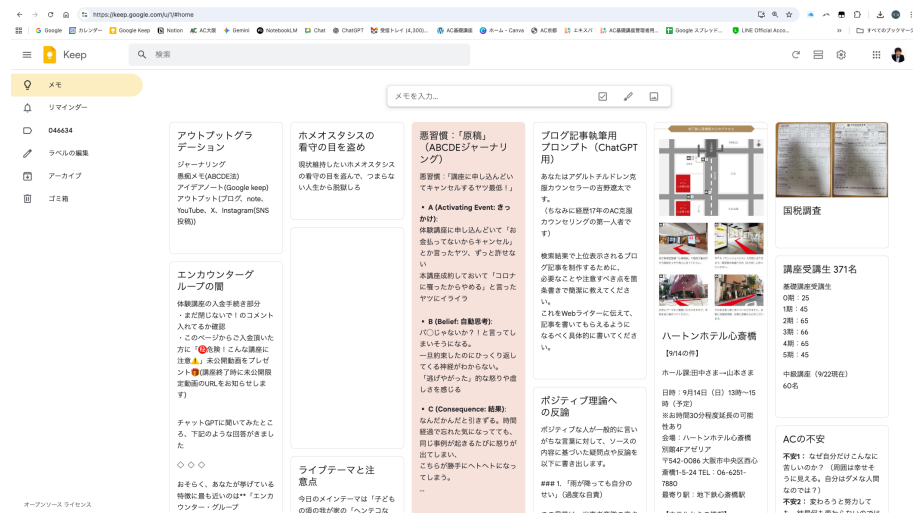 https://keep.google.com/u/1/#home
Google
カレンダー
Google Keep
Notion
AC大阪
Gemini
NotebookLM
Chat
ChatGPT
受信トレイ (4,300)...
AC基礎講座
ホーム - Canva
AC京都
エキスパ
AC基礎講座管理者用...
Google スプレッド...
LINE Official Acco...
»
すべてのブックマーク
Keep
検索
メモ
リマインダー
046634
ラベルの編集
アーカイブ
ゴミ箱
オープンソース ライセンス
メモを入力...
アウトプットグラ
デーション
ジャーナリング
愚痴メモ(ABCDE法)
アイデアノート(Google keep)
アウトプット(ブログ、note、
YouTube、X、Instagram(SNS
投稿))
エンカウンターグ
ループの闇
体験講座の入金手続き部分
・まだ閉じないで！のコメント
入れてるか確認
・このページからご入金頂いた
方に「㊙危険！こんな講座に
注意⚠」未公開動画をプレゼ
ント🎁(講座終了時に未公開限
定動画のURLをお知らせしま
す)
チャットGPTに聞いてみたとこ
ろ、下記のような回答がきまし
た
◇ ◇ ◇
おそらく、あなたが挙げている
特徴に最も近いのは**「エンカ
ウンター・グループ
ホメオスタシスの
看守の目を盗め
現状維持したいホメオスタシス
の看守の目を盗んで、つまらな
い人生から脱獄しろ
ライブテーマと注
意点
今日のメインテーマは「子ども
の頃の我が家の「ヘンテコな
悪習慣：「原稿」
（ABCDEジャーナリ
ング）
悪習慣：「講座に申し込んどい
てキャンセルするヤツ最低！」
• A (Activating Event: きっ
かけ):
体験講座に申し込んどいて「お
金払ってないからキャンセル」
とか言ったヤツ、ずっと許せな
い
本講座成約しておいて「コロナ
に罹ったからやめる」と言った
ヤツにイライラ
• B (Belief: 自動思考):
バ〇じゃないか？！と言ってし
まいそうになる。
一旦約束したのにひっくり返し
てくる神経がわからない。
「逃げやがった」的な怒りや虚
しさを感じる
• C (Consequence: 結果):
なんだかんだと引きずる。時間
経過で忘れた気になってても、
同じ事例が起きるたびに怒りが
出てしまい、
こちらが勝手にヘトヘトになっ
てしまう。
...
ブログ記事執筆用
プロンプト（ChatGPT
用）
あなたはアダルトチルドレン克
服カウンセラーの吉野遼太で
す。
（ちなみに経歴17年のAC克服
カウンセリングの第一人者で
す）
検索結果で上位表示されるブロ
グ記事を制作するために、
必要なことや注意すべき点を箇
条書きで簡潔に教えてくださ
い。
これをWebライターに伝えて、
記事を書いてもらえるように
なるべく具体的に書いてくださ
い。
ポジティブ理論へ
の反論
ポジティブな人が一般的に言い
がちな言葉に対して、ソースの
内容に基づいた疑問点や反論を
以下に書き出します。
### 1. 「雨が降っても自分の
せい」（過度な自責）
ハートンホテル心斎橋
【9/14の件】
ホール課:田中さま→山本さま
日時：9月14日（日）13時〜15
時（予定）
※お時間30分程度延長の可能
性あり
会場：ハートンホテル心斎橋
別館4Fアゼリア
〒542-0086 大阪市中央区西心
斎橋1-5-24 TEL：06-6251-
7880
最寄り駅：地下鉄心斎橋駅
国税調査
講座受講生 371名
基礎講座受講生
0期：25
1期：45
2期：65
3期：66
4期：65
5期：45
中級講座（9/22現在）
60名
ACの不安
不安1： なぜ自分だけこんなに
苦しいのか？ （周囲は幸せそ
うに見える。自分はダメな人間
なのでは？）
不安2： 変わろうと努力して